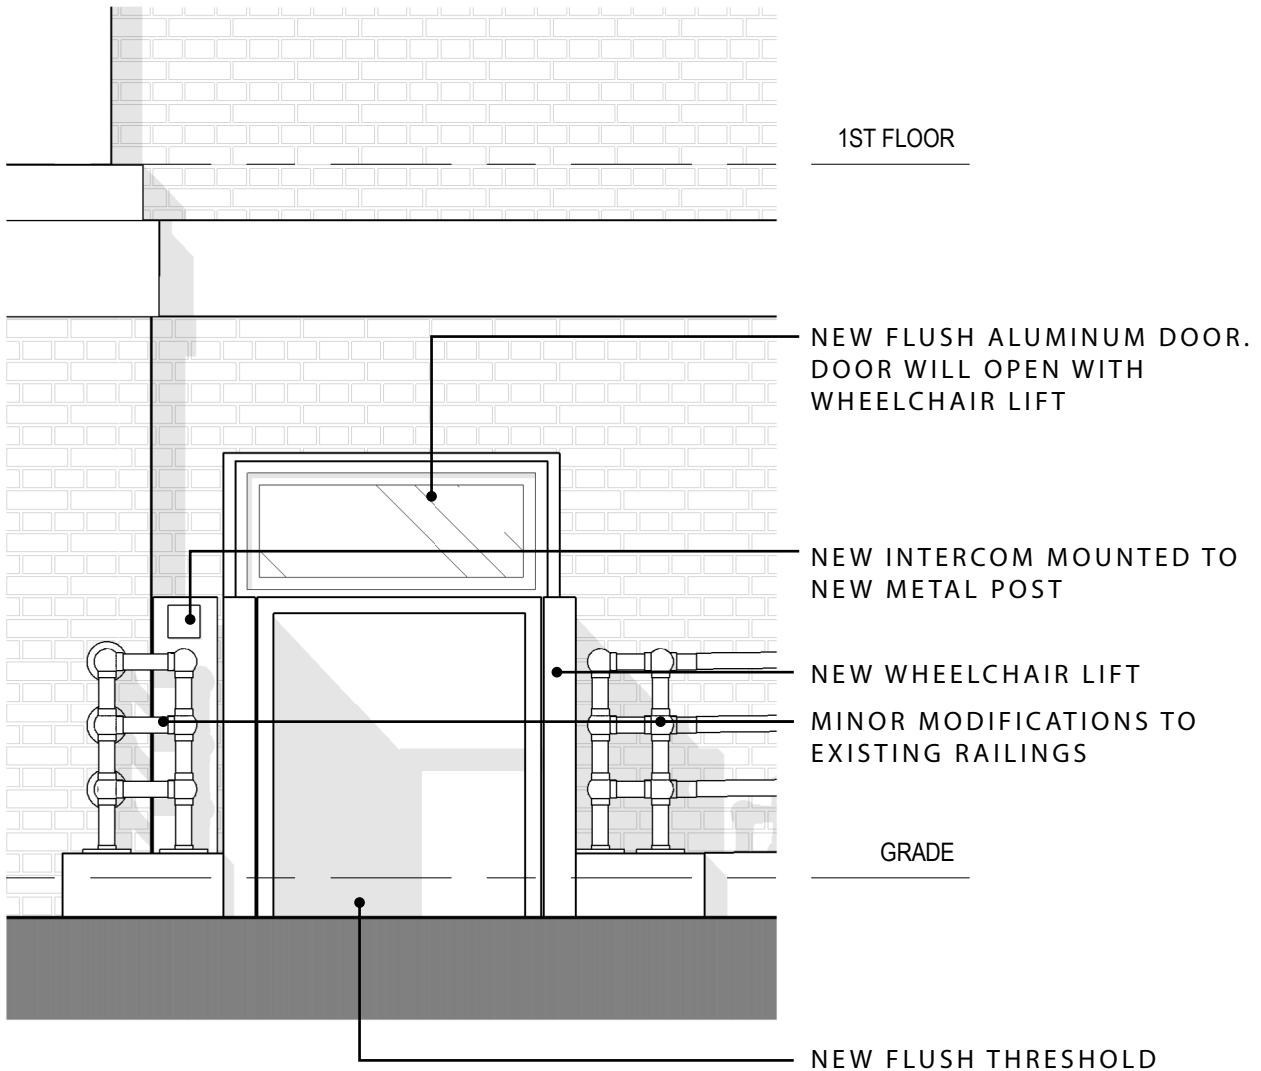 1ST FLOOR
NEW FLUSH ALUMINUM DOOR.
DOOR WILL OPEN WITH
WHEELCHAIR LIFT
NEW INTERCOM MOUNTED TO
NEW METAL POST
NEW WHEELCHAIR LIFT
MINOR MODIFICATIONS TO
EXISTING RAILINGS
GRADE
NEW FLUSH THRESHOLD